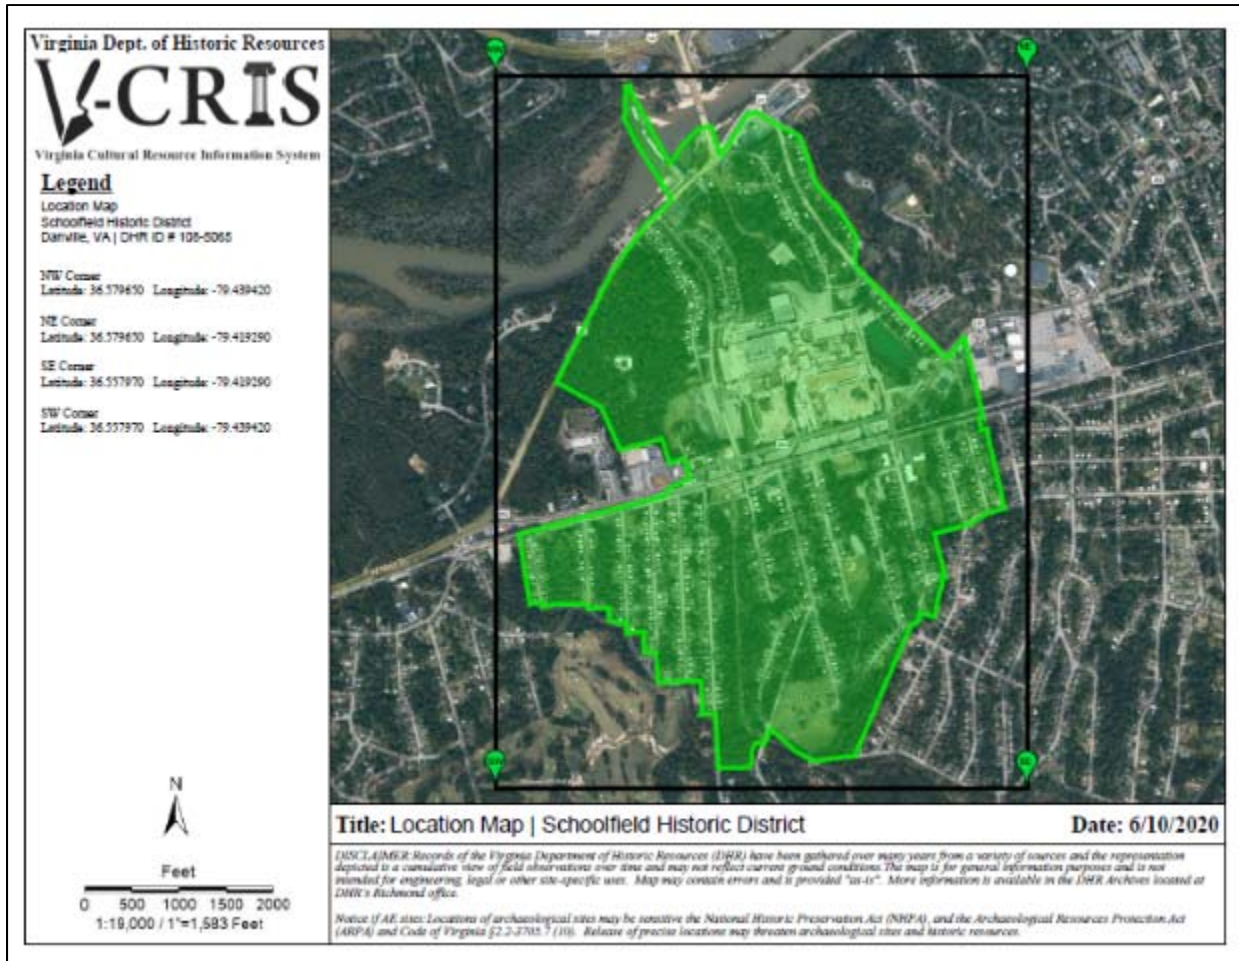 Virginia Dept. of Historic Resources
V-CRIS
Virginia Cultural Resource Information System
Legend
Location Map
Schoolfield Historic District
Danville, VA | DHR ID # 108-5065
NW Corner
Latitude: 36.579650 Longitude: -79.439420
NE Corner
Latitude: 36.579650 Longitude: -79.419290
SE Corner
Latitude: 36.557970 Longitude: -79.419290
SW Corner
Latitude: 36.557970 Longitude: -79.439420
N
Feet
0 500 1000 1500 2000
1:19,000 / 1"=1,583 Feet
NW
NE
SW
SE
Title: Location Map | Schoolfield Historic District
Date: 6/10/2020
DISCLAIMER: Records of the Virginia Department of Historic Resources (DHR) have been gathered over many years from a variety of sources and the representation
depicted is a cumulative view of field observations over time and may not reflect current ground conditions. The map is for general information purposes and is not
intended for engineering, legal or other site-specific uses. Map may contain errors and is provided "as-is". More information is available in the DHR Archives located at
DHR's Richmond office.
Notice if AE sites: Locations of archaeological sites may be sensitive the National Historic Preservation Act (NHPA), and the Archaeological Resources Protection Act
(ARPA) and Code of Virginia §2.2-3705.7 (10). Release of precise locations may threaten archaeological sites and historic resources.